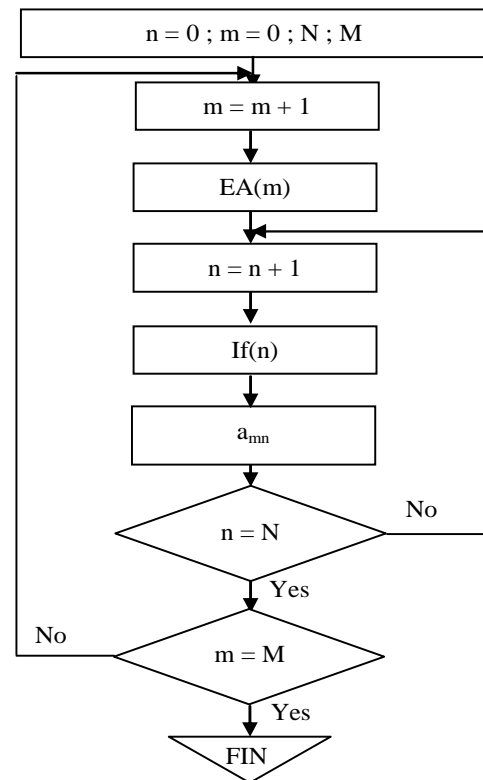 n = 0 ; m = 0 ; N ; M
m = m + 1
EA(m)
n = n + 1
If(n)
aₘₙ
n = N
No
Yes
No
m = M
Yes
FIN